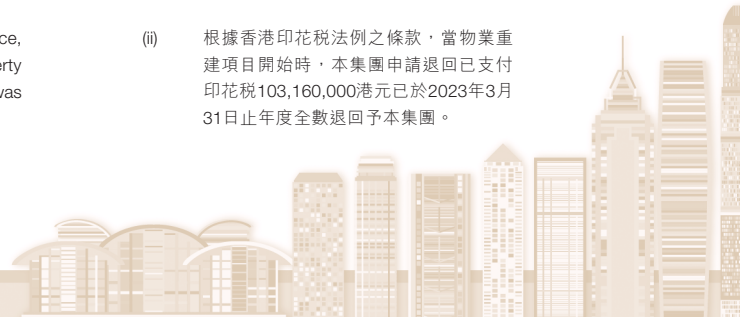 ce,
erty
was
(ii) 根據香港印花稅法例之條款，當物業重
建項目開始時，本集團申請退回已支付
印花稅103,160,000港元已於2023年3月
31日止年度全數退回予本集團。